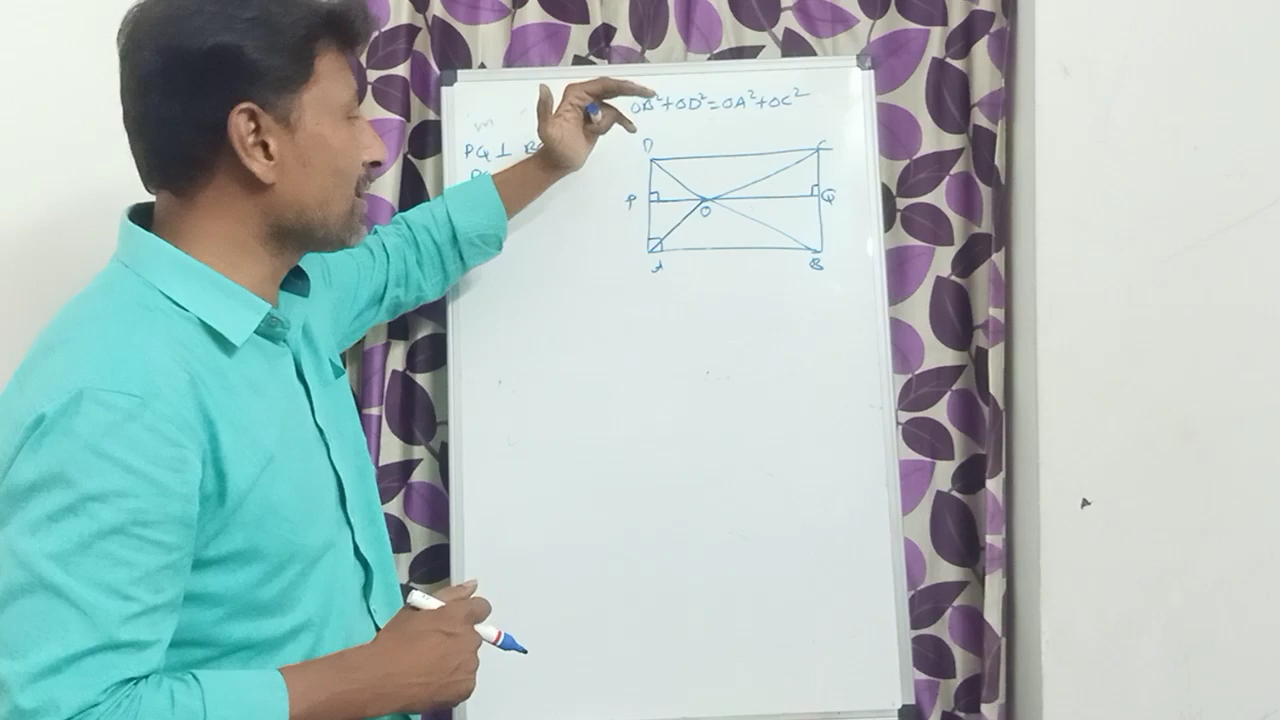 OB²+OD²=OA²+OC²
PQ ⊥ B
D C
P O Q
A B